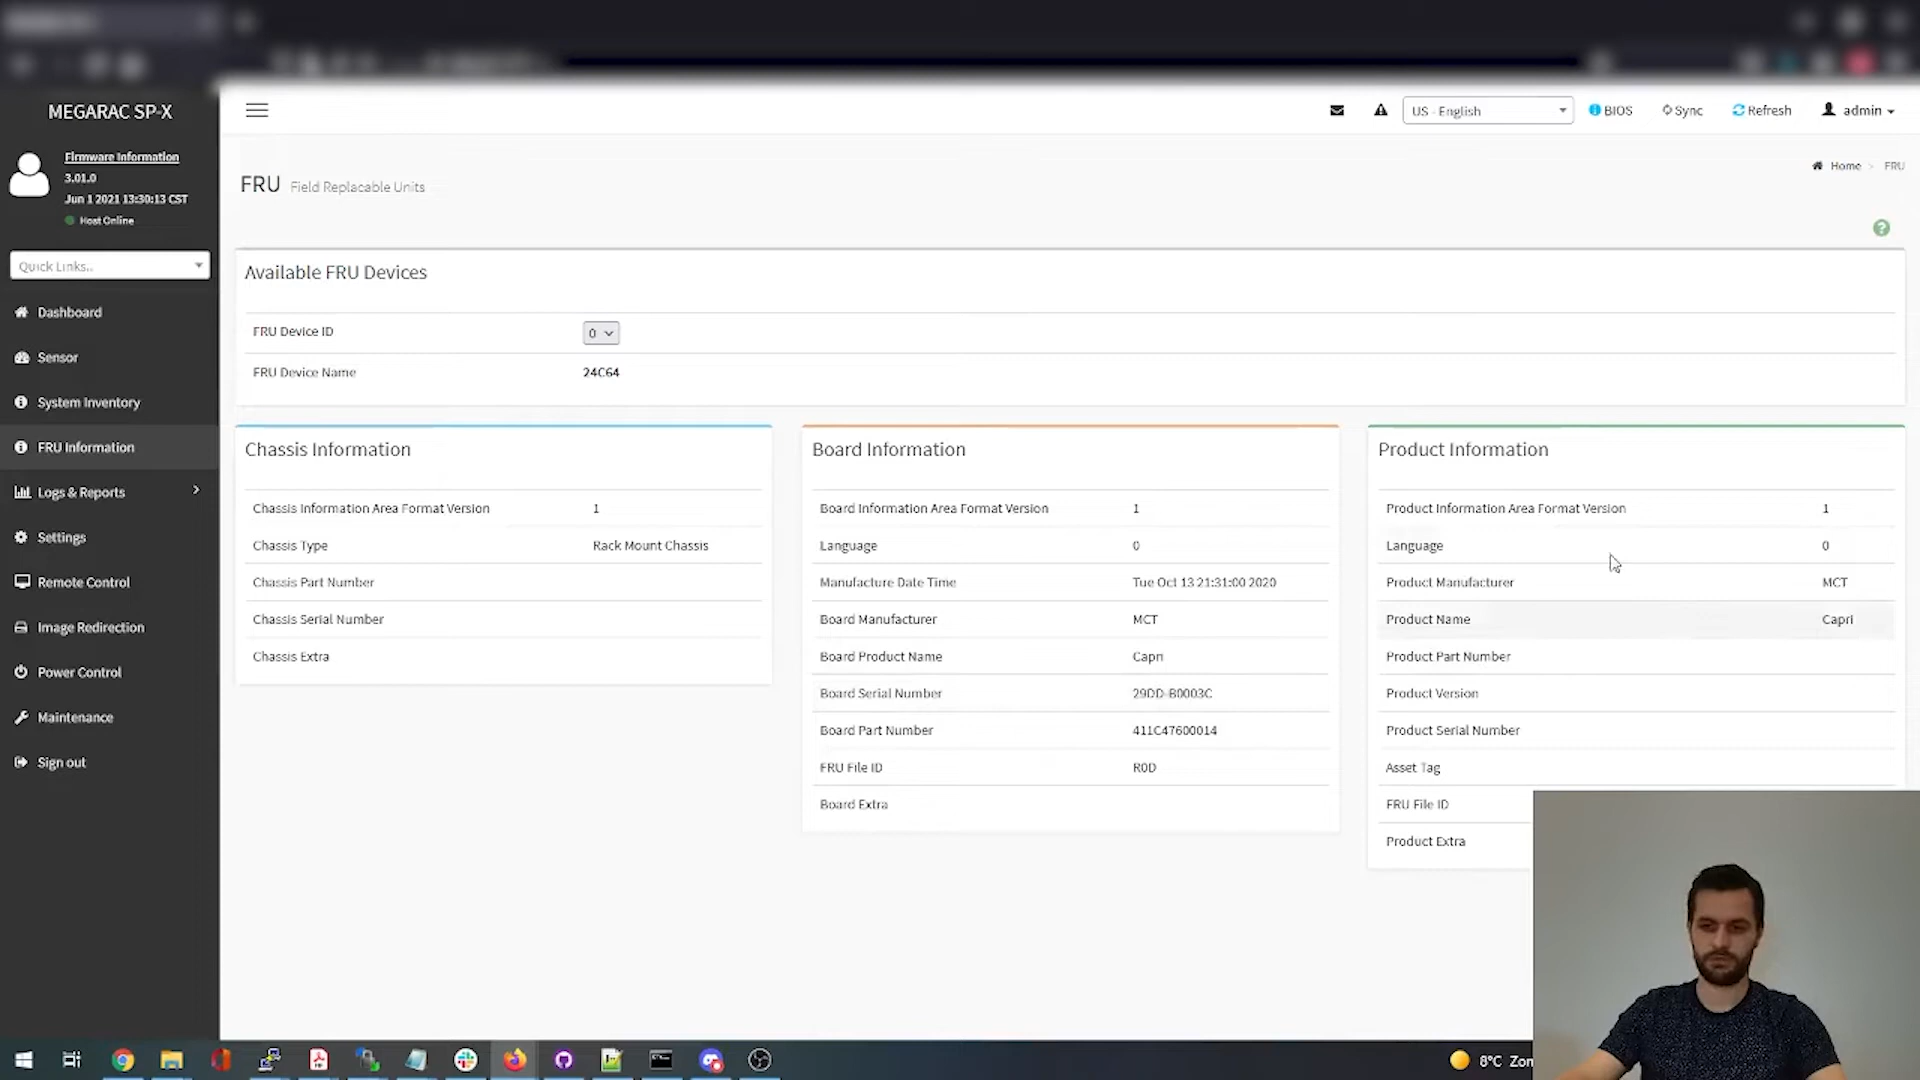 MEGARAC SP-X
US - English
BIOS
Sync
Refresh
admin
Firmware Information
3.01.0
Jun 1 2021 13:30:13 CST
Host Online
Quick Links..
Dashboard
Sensor
System Inventory
FRU Information
Logs & Reports
Settings
Remote Control
Image Redirection
Power Control
Maintenance
Sign out
FRU Field Replacable Units
Home > FRU
Available FRU Devices
FRU Device ID 0
FRU Device Name 24C64
Chassis Information
Chassis Information Area Format Version 1
Chassis Type Rack Mount Chassis
Chassis Part Number
Chassis Serial Number
Chassis Extra
Board Information
Board Information Area Format Version 1
Language 0
Manufacture Date Time Tue Oct 13 21:31:00 2020
Board Manufacturer MCT
Board Product Name Capri
Board Serial Number 29DD-B0003C
Board Part Number 411C47600014
FRU File ID R0D
Board Extra
Product Information
Product Information Area Format Version 1
Language 0
Product Manufacturer MCT
Product Name Capri
Product Part Number
Product Version
Product Serial Number
Asset Tag
FRU File ID
Product Extra
8°C Zon